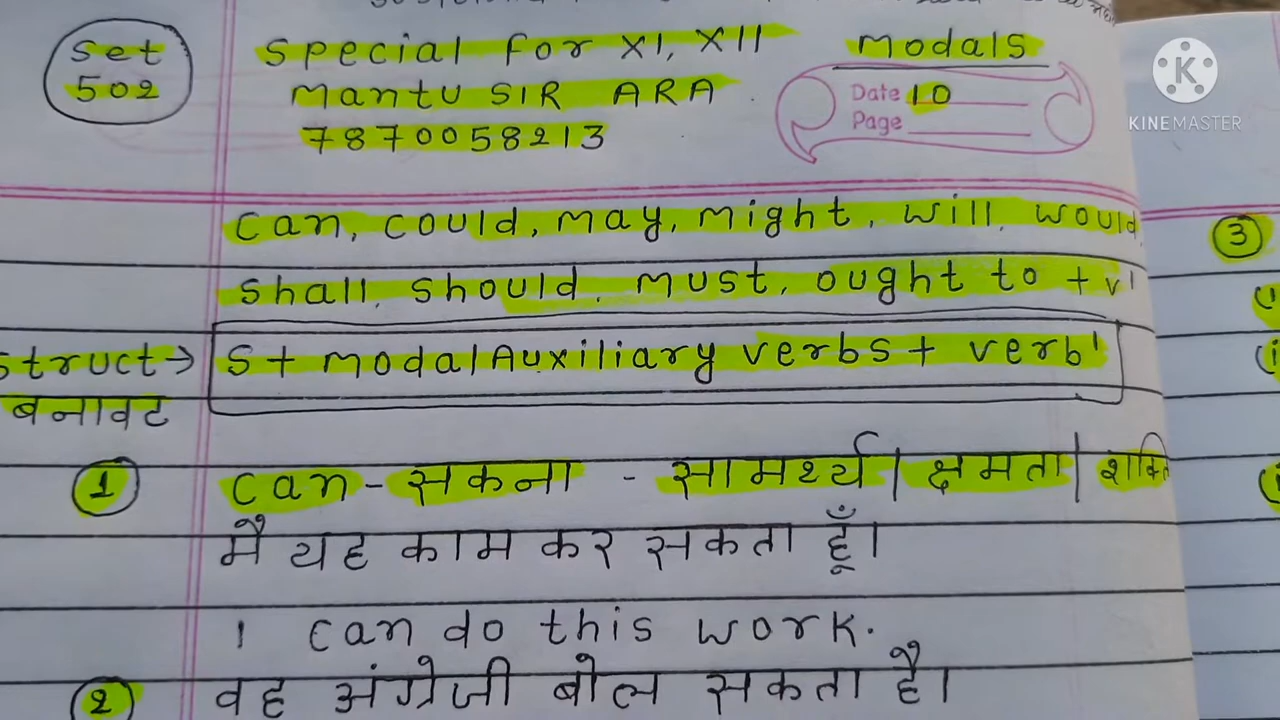 Set
502
Special for XI, XII
Mantu SIR ARA
7870058213
Modals
Date 10
Page
KINEMASTER
can, could, may, might, will, would,
shall, should, must, ought to + v1
Struct→ S + modal Auxiliary verbs + verb1
बनावट
1 can - सकना - सामर्थ्य | क्षमता | शक्ति
मै यह काम कर सकता हूँ।
I can do this work.
2 वह अंग्रेजी बोल सकता है।
3